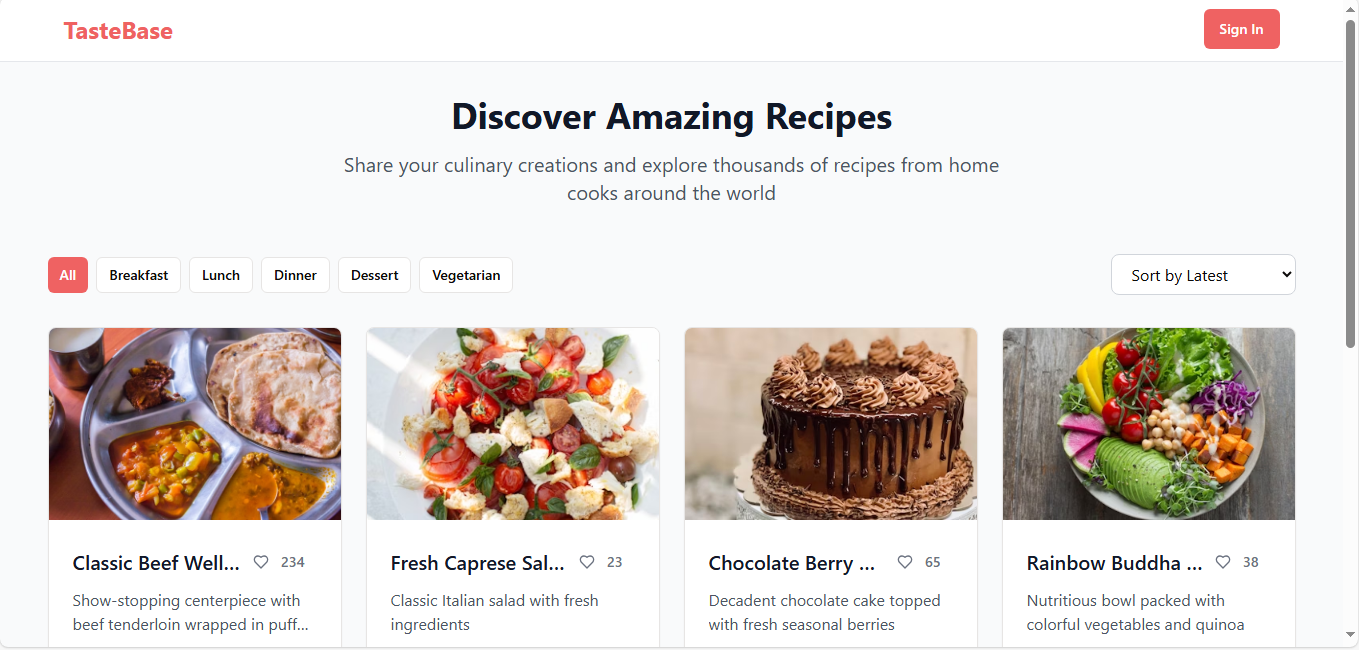 TasteBase
Sign In
Discover Amazing Recipes
Share your culinary creations and explore thousands of recipes from home
cooks around the world
All
Breakfast
Lunch
Dinner
Dessert
Vegetarian
Sort by Latest
Classic Beef Well...
234
Fresh Caprese Sal...
23
Chocolate Berry ...
65
Rainbow Buddha ...
38
Show-stopping centerpiece with
beef tenderloin wrapped in puff...
Classic Italian salad with fresh
ingredients
Decadent chocolate cake topped
with fresh seasonal berries
Nutritious bowl packed with
colorful vegetables and quinoa